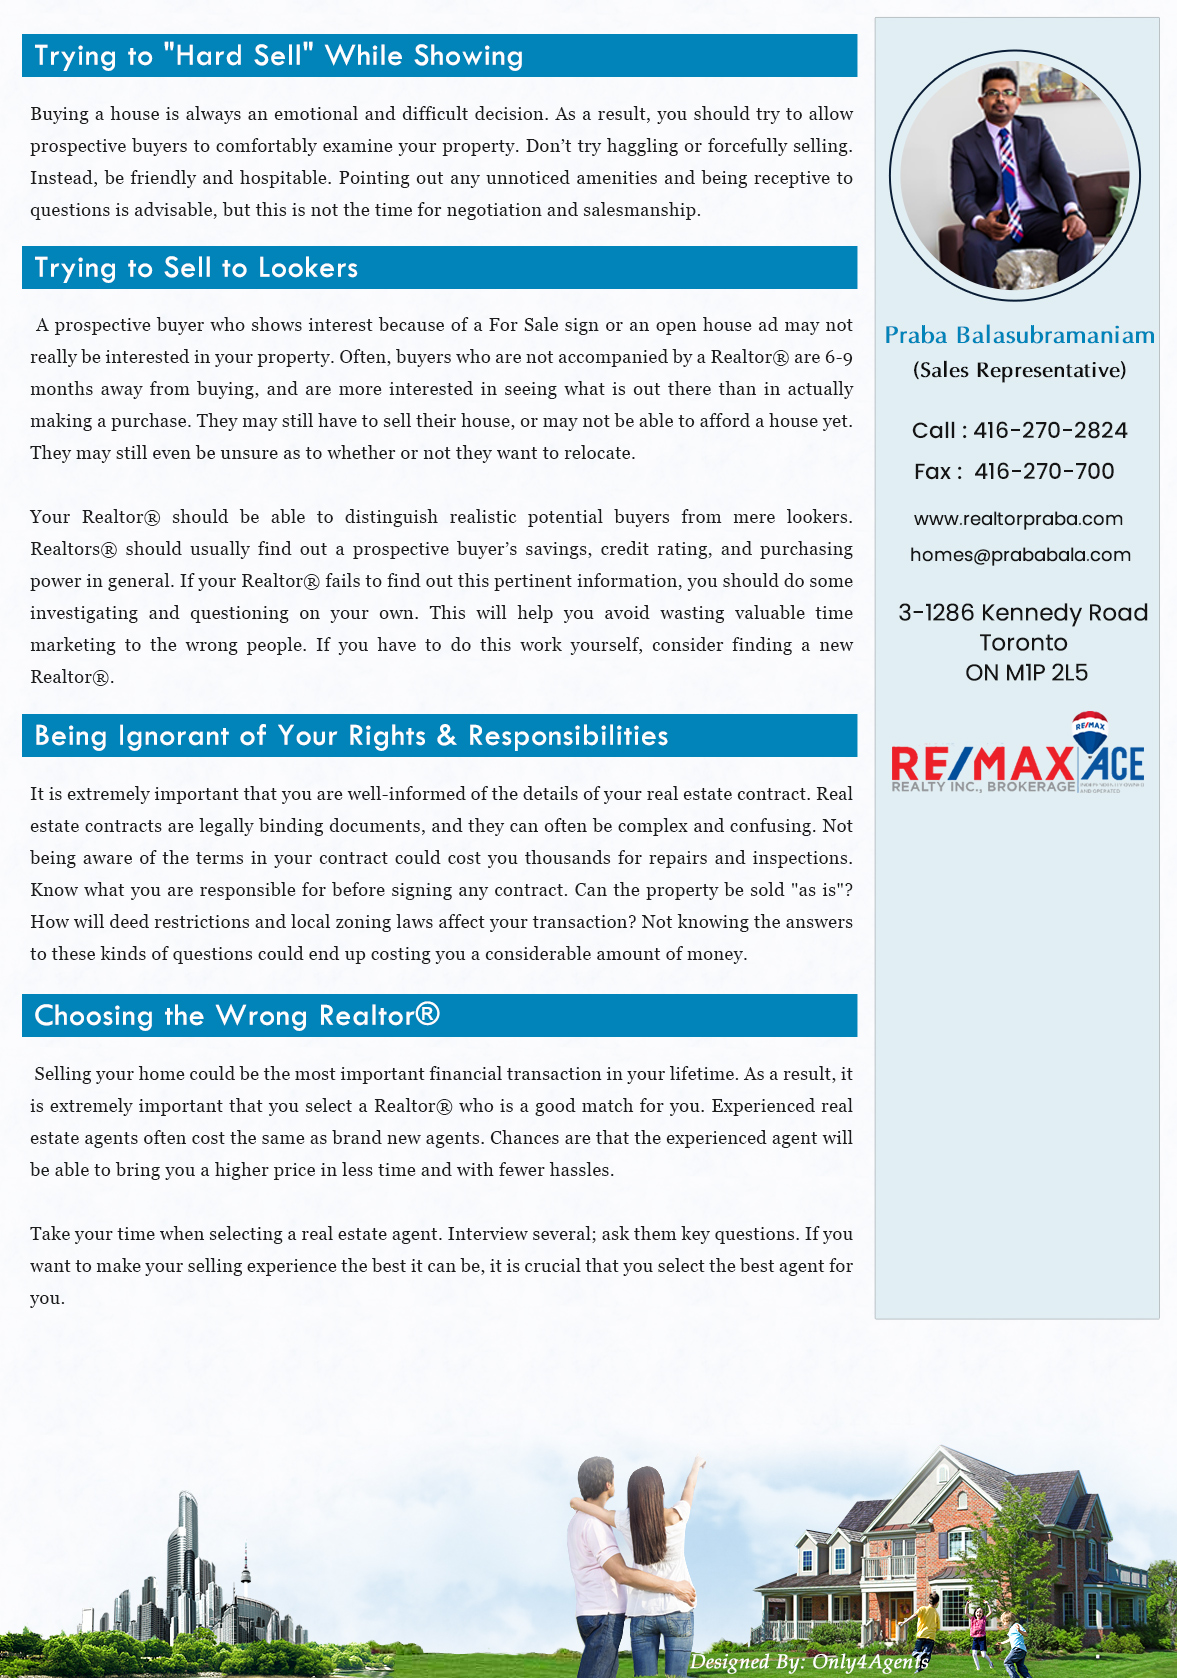 Trying to "Hard Sell" While Showing
Buying a house is always an emotional and difficult decision. As a result, you should try to allow
prospective buyers to comfortably examine your property. Don’t try haggling or forcefully selling.
Instead, be friendly and hospitable. Pointing out any unnoticed amenities and being receptive to
questions is advisable, but this is not the time for negotiation and salesmanship.
Trying to Sell to Lookers
A prospective buyer who shows interest because of a For Sale sign or an open house ad may not
really be interested in your property. Often, buyers who are not accompanied by a Realtor® are 6-9
months away from buying, and are more interested in seeing what is out there than in actually
making a purchase. They may still have to sell their house, or may not be able to afford a house yet.
They may still even be unsure as to whether or not they want to relocate.
Your Realtor® should be able to distinguish realistic potential buyers from mere lookers.
Realtors® should usually find out a prospective buyer’s savings, credit rating, and purchasing
power in general. If your Realtor® fails to find out this pertinent information, you should do some
investigating and questioning on your own. This will help you avoid wasting valuable time
marketing to the wrong people. If you have to do this work yourself, consider finding a new
Realtor®.
Being Ignorant of Your Rights & Responsibilities
It is extremely important that you are well-informed of the details of your real estate contract. Real
estate contracts are legally binding documents, and they can often be complex and confusing. Not
being aware of the terms in your contract could cost you thousands for repairs and inspections.
Know what you are responsible for before signing any contract. Can the property be sold "as is"?
How will deed restrictions and local zoning laws affect your transaction? Not knowing the answers
to these kinds of questions could end up costing you a considerable amount of money.
Choosing the Wrong Realtor®
Selling your home could be the most important financial transaction in your lifetime. As a result, it
is extremely important that you select a Realtor® who is a good match for you. Experienced real
estate agents often cost the same as brand new agents. Chances are that the experienced agent will
be able to bring you a higher price in less time and with fewer hassles.
Take your time when selecting a real estate agent. Interview several; ask them key questions. If you
want to make your selling experience the best it can be, it is crucial that you select the best agent for
you.
Praba Balasubramaniam
(Sales Representative)
Call : 416-270-2824
Fax : 416-270-700
www.realtorpraba.com
homes@prababala.com
3-1286 Kennedy Road
Toronto
ON M1P 2L5
RE/MAX
RE/MAX ACE
REALTY INC., BROKERAGE
INDEPENDENTLY OWNED
AND OPERATED
Designed By: Only4Agents